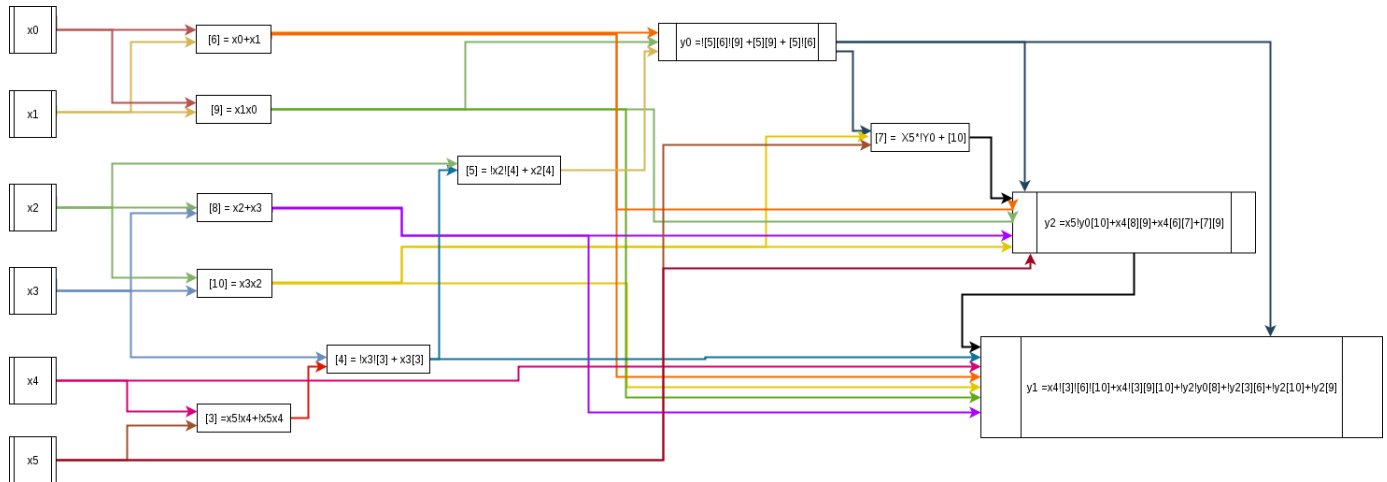 x0
[6] = x0+x1
y0 =![5][6]![9] +[5][9] + [5]![6]
x1
[9] = x1x0
[7] = X5*!Y0 + [10]
[5] = !x2![4] + x2[4]
x2
[8] = x2+x3
y2 =x5!y0[10]+x4[8][9]+x4[6][7]+[7][9]
x3
[10] = x3x2
[4] = !x3![3] + x3[3]
x4
y1 =x4![3]![6]![10]+x4![3][9][10]+!y2!y0[8]+!y2[3][6]+!y2[10]+!y2[9]
[3] =x5!x4+!x5x4
x5